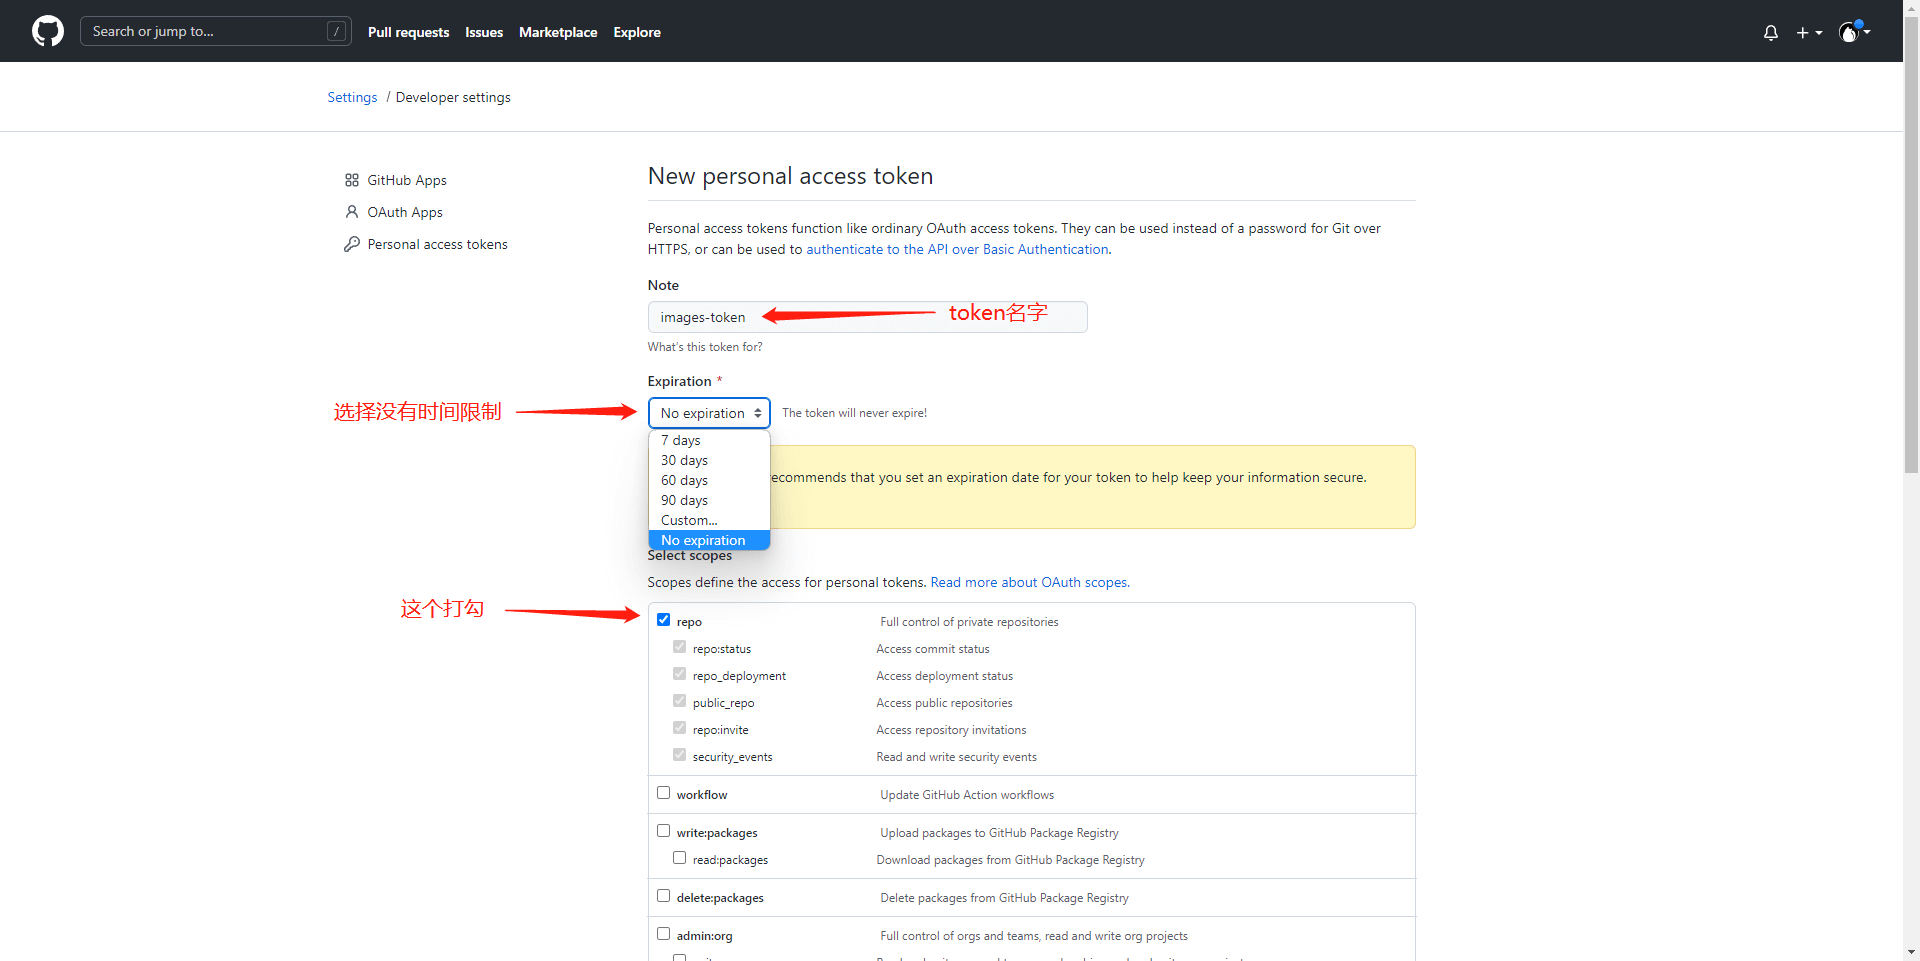 Search or jump to... /
Pull requests Issues Marketplace Explore
Settings / Developer settings
GitHub Apps
OAuth Apps
Personal access tokens
New personal access token
Personal access tokens function like ordinary OAuth access tokens. They can be used instead of a password for Git over
HTTPS, or can be used to authenticate to the API over Basic Authentication.
Note
images-token
token名字
What's this token for?
Expiration *
选择没有时间限制
No expiration
The token will never expire!
7 days
30 days
60 days
90 days
Custom...
No expiration
recommends that you set an expiration date for your token to help keep your information secure.
Select scopes
Scopes define the access for personal tokens. Read more about OAuth scopes.
这个打勾
repo Full control of private repositories
repo:status Access commit status
repo_deployment Access deployment status
public_repo Access public repositories
repo:invite Access repository invitations
security_events Read and write security events
workflow Update GitHub Action workflows
write:packages Upload packages to GitHub Package Registry
read:packages Download packages from GitHub Package Registry
delete:packages Delete packages from GitHub Package Registry
admin:org Full control of orgs and teams, read and write org projects